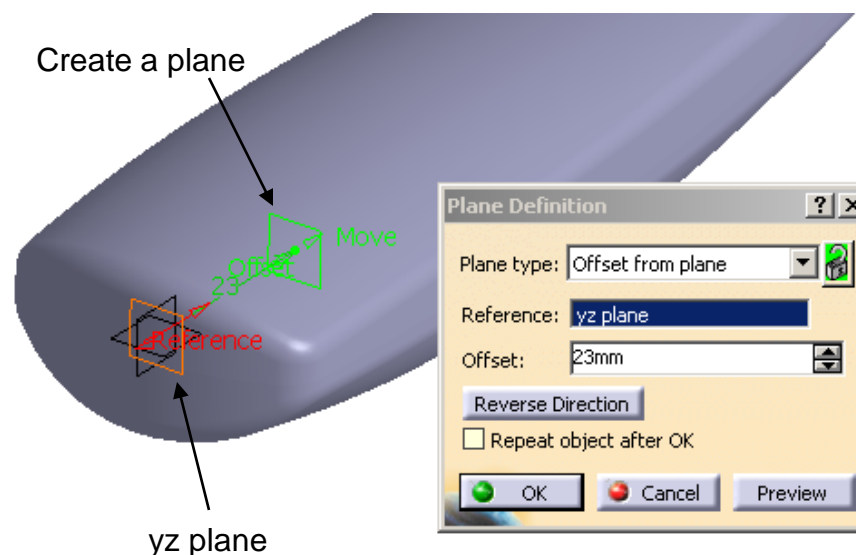 Create a plane
Move
Offset
23
Reference
yz plane
Plane Definition
?
Plane type: Offset from plane
Reference: yz plane
Offset: 23mm
Reverse Direction
Repeat object after OK
OK Cancel Preview